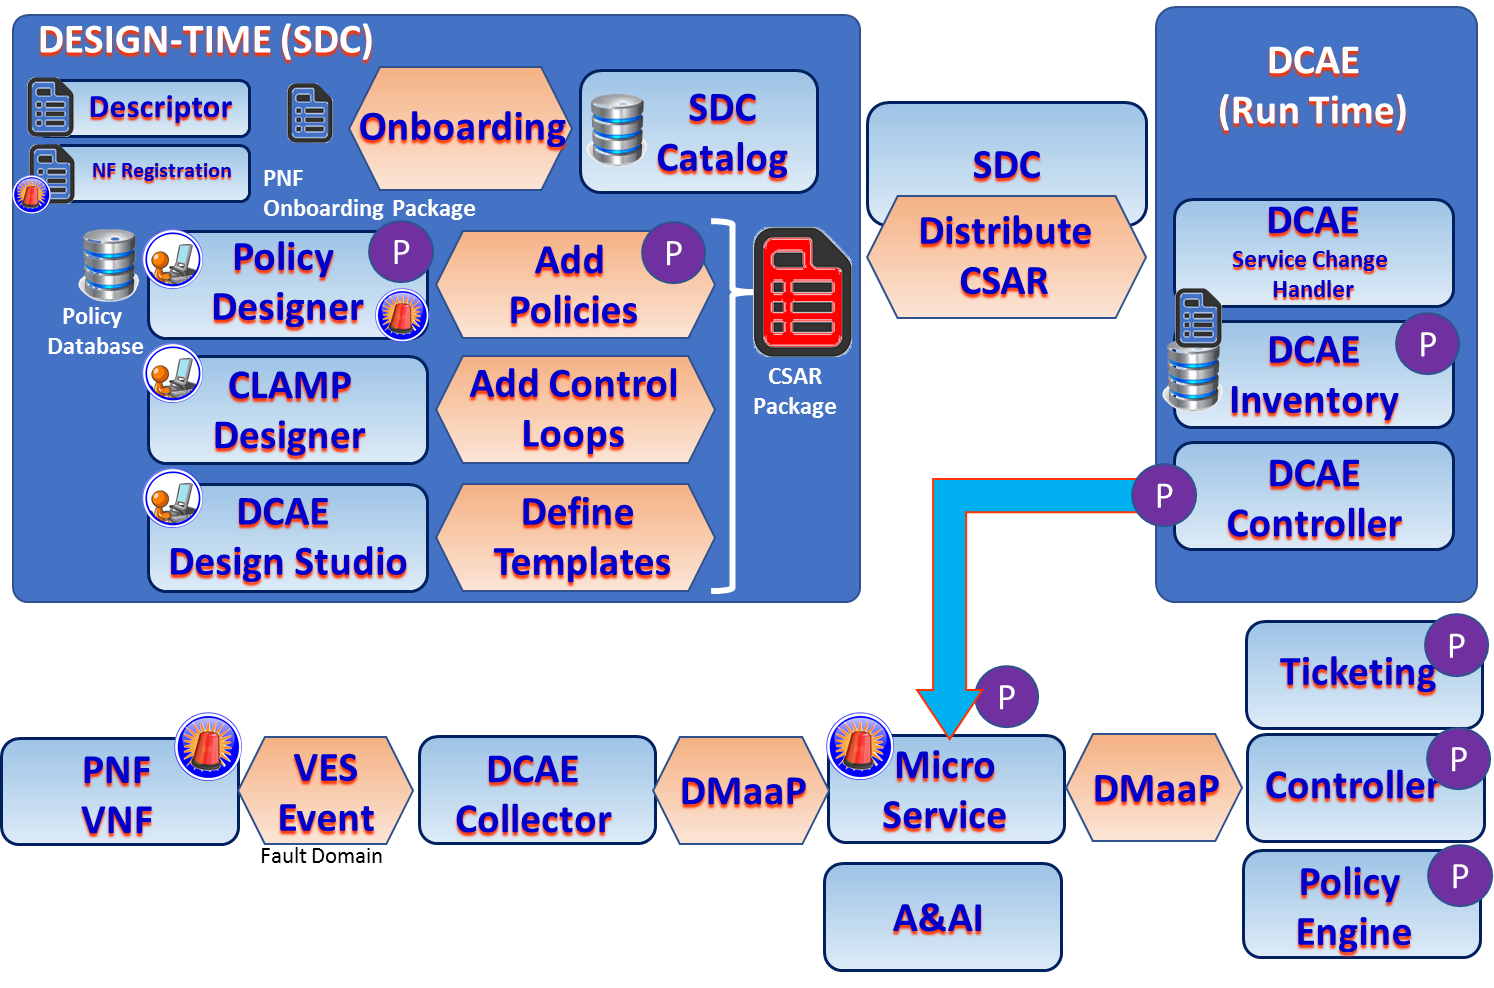 DESIGN-TIME (SDC)
Descriptor
NF Registration
PNF
Onboarding Package
Onboarding
SDC
Catalog
Policy
Database
Policy
Designer
P
Add
Policies
P
CLAMP
Designer
Add Control
Loops
DCAE
Design Studio
Define
Templates
CSAR
Package
SDC
Distribute
CSAR
DCAE
(Run Time)
DCAE
Service Change
Handler
DCAE
Inventory
P
DCAE
Controller
P
P
PNF
VNF
VES
Event
Fault Domain
DCAE
Collector
DMaaP
Micro
Service
A&AI
DMaaP
Ticketing
P
Controller
P
Policy
Engine
P